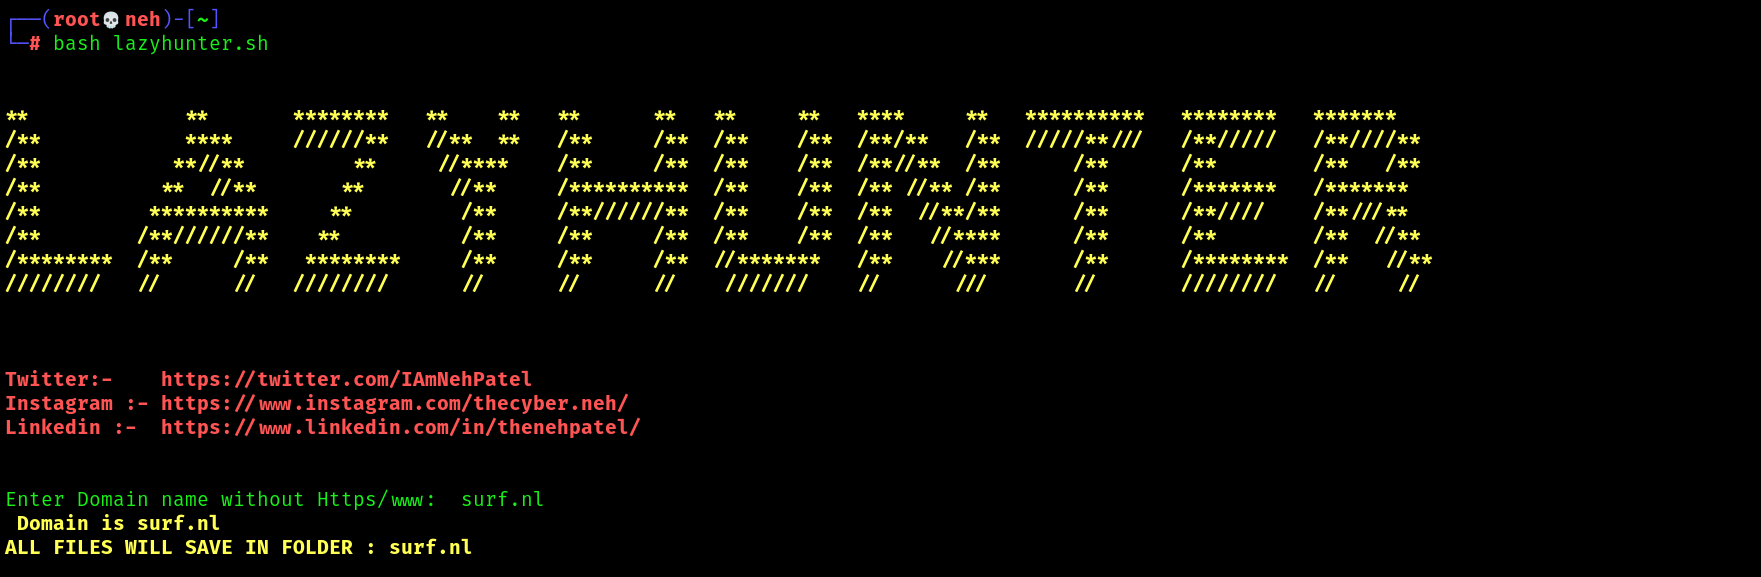 ┌──(root💀neh)-[~]
└─# bash lazyhunter.sh
LAZYHUNTER
Twitter:-    https://twitter.com/IAmNehPatel
Instagram :- https://www.instagram.com/thecyber.neh/
Linkedin :-  https://www.linkedin.com/in/thenehpatel/
Enter Domain name without Https/www:  surf.nl
Domain is surf.nl
ALL FILES WILL SAVE IN FOLDER : surf.nl